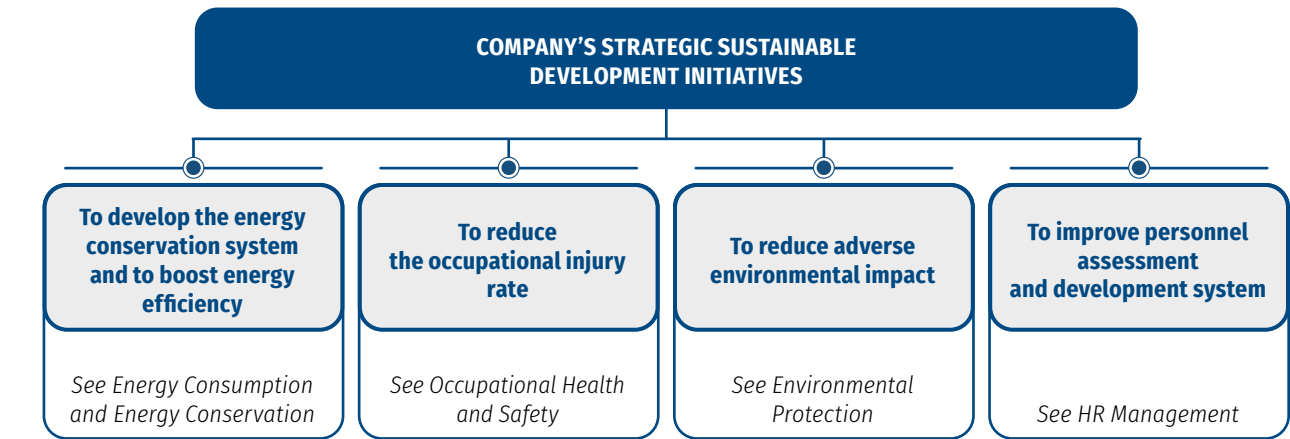 COMPANY’S STRATEGIC SUSTAINABLE
DEVELOPMENT INITIATIVES
To develop the energy
conservation system
and to boost energy
efficiency
See Energy Consumption
and Energy Conservation
To reduce
the occupational injury
rate
See Occupational Health
and Safety
To reduce adverse
environmental impact
See Environmental
Protection
To improve personnel
assessment
and development system
See HR Management